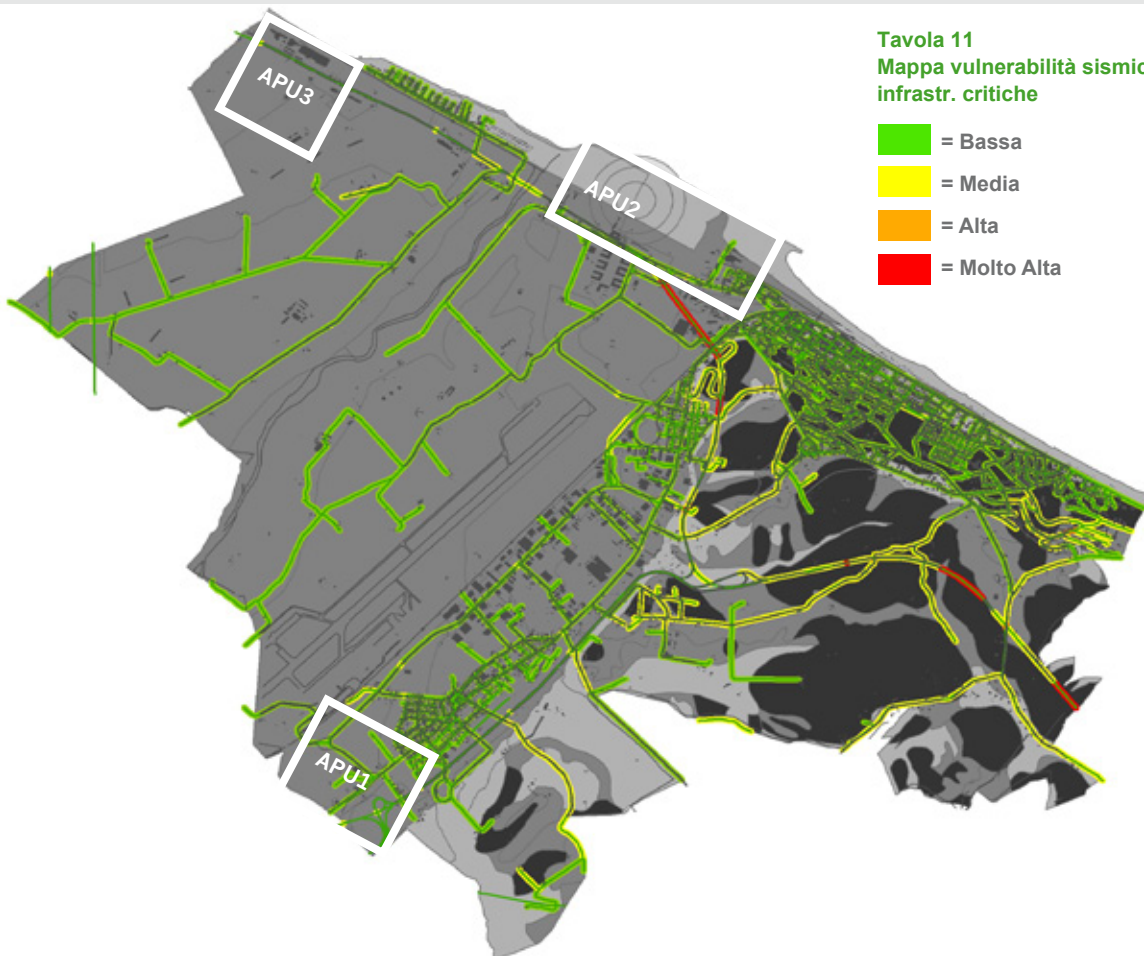 Tavola 11
Mappa vulnerabilità sismic
infrastr. critiche
= Bassa
= Media
= Alta
= Molto Alta
APU3
APU2
APU1